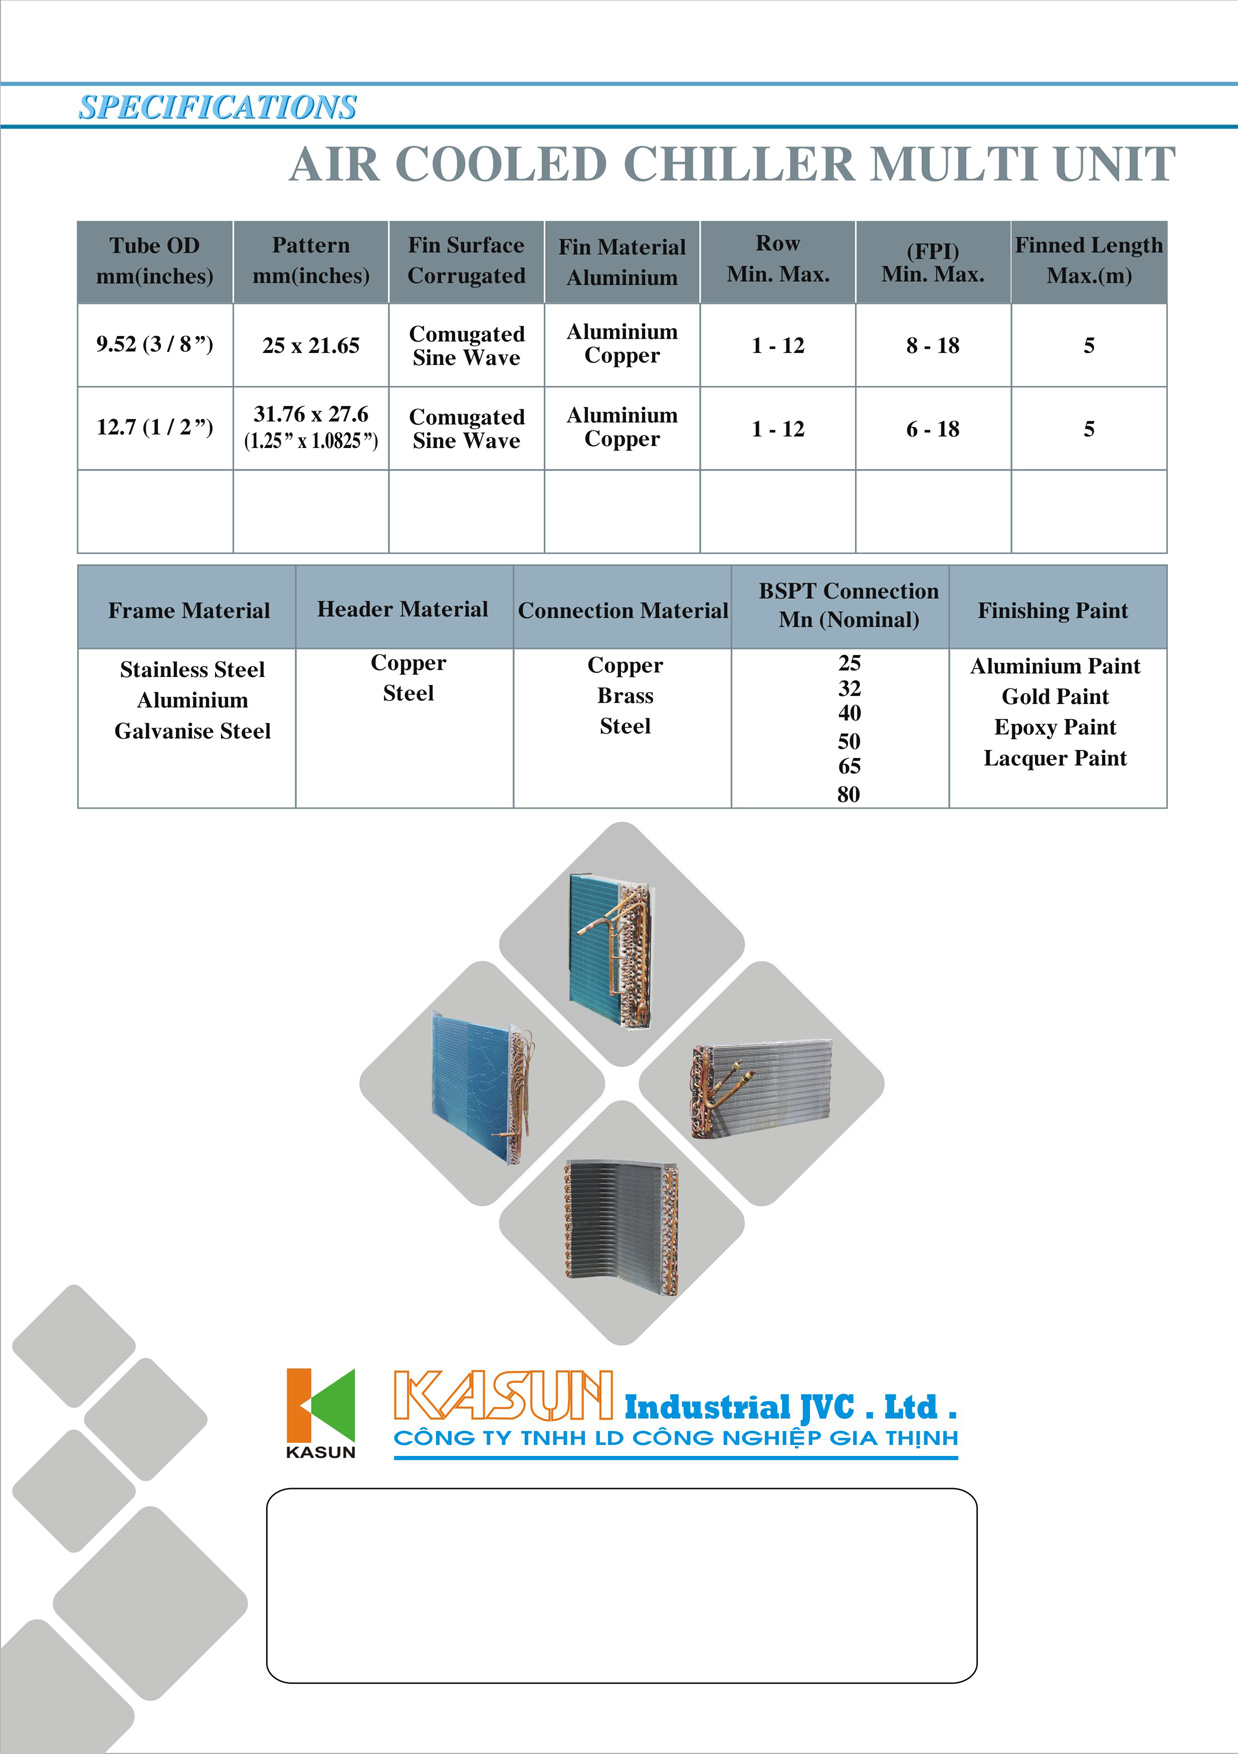 SPECIFICATIONS
AIR COOLED CHILLER MULTI UNIT
Tube OD
mm(inches)
Pattern
mm(inches)
Fin Surface
Corrugated
Fin Material
Aluminium
Row
Min. Max.
(FPI)
Min. Max.
Finned Length
Max.(m)
9.52 (3 / 8 ”)
25 x 21.65
Comugated
Sine Wave
Aluminium
Copper
1 - 12
8 - 18
5
12.7 (1 / 2 ”)
31.76 x 27.6
(1.25 ” x 1.0825 ”)
Comugated
Sine Wave
Aluminium
Copper
1 - 12
6 - 18
5
Frame Material
Header Material
Connection Material
BSPT Connection
Mn (Nominal)
Finishing Paint
Stainless Steel
Aluminium
Galvanise Steel
Copper
Steel
Copper
Brass
Steel
25
32
40
50
65
80
Aluminium Paint
Gold Paint
Epoxy Paint
Lacquer Paint
KASUN
KASUN Industrial JVC . Ltd .
CÔNG TY TNHH LD CÔNG NGHIỆP GIA THỊNH